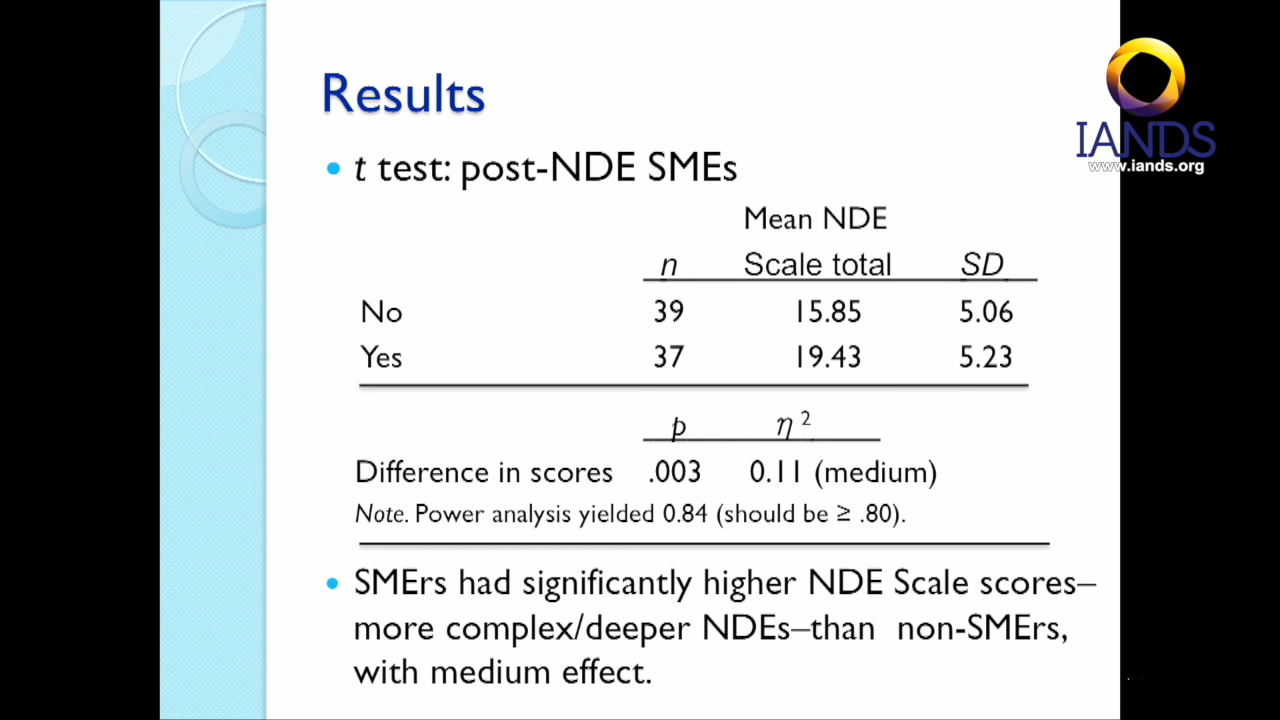 Results
IANDS
www.iands.org
• t test: post-NDE SMEs
Mean NDE
n Scale total SD
No 39 15.85 5.06
Yes 37 19.43 5.23
p η 2
Difference in scores .003 0.11 (medium)
Note. Power analysis yielded 0.84 (should be ≥ .80).
• SMErs had significantly higher NDE Scale scores–
more complex/deeper NDEs–than non-SMErs,
with medium effect.